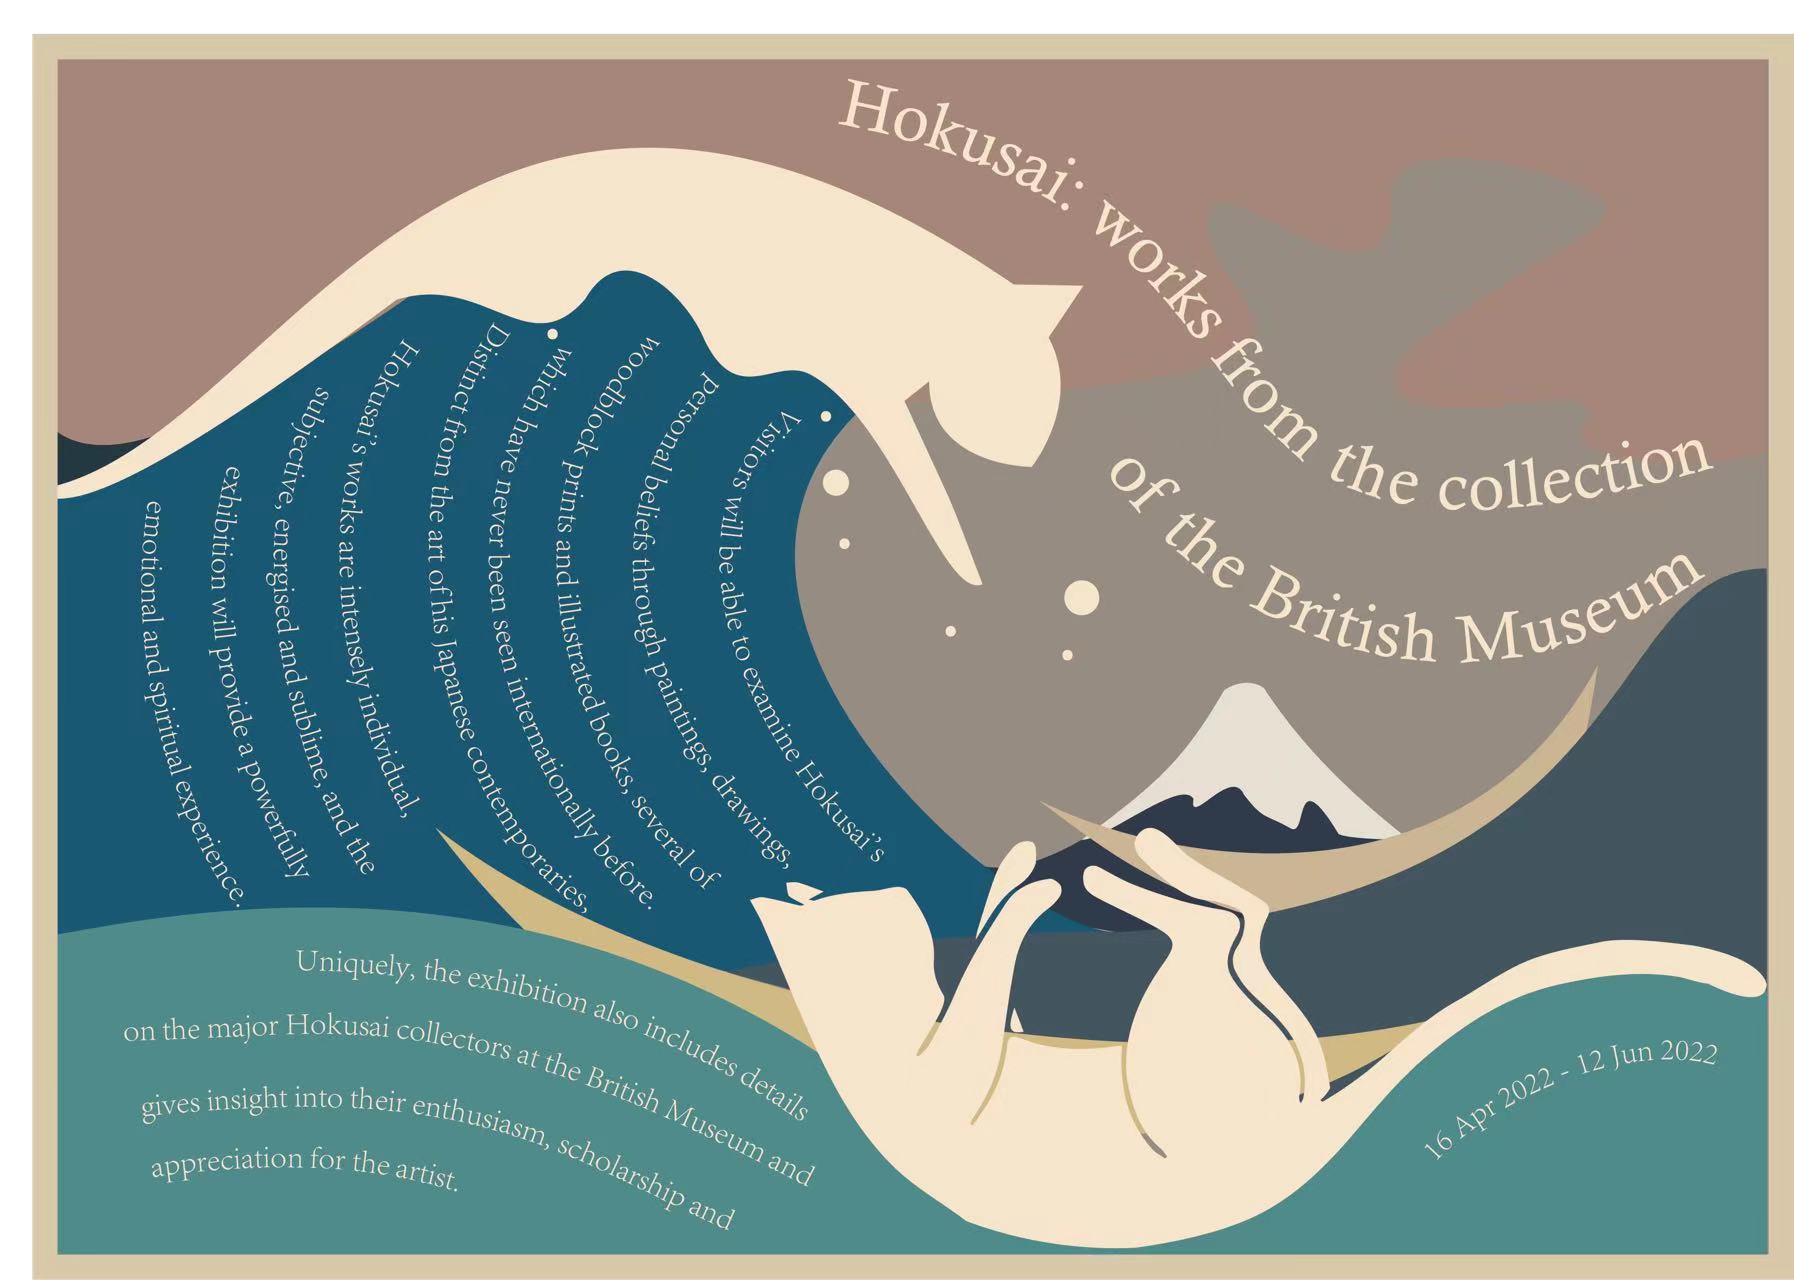 Hokusai: works from the collection
of the British Museum
Visitors will be able to examine Hokusai's
personal beliefs through paintings, drawings,
woodblock prints and illustrated books, several of
which have never been seen internationally before.
Distinct from the art of his Japanese contemporaries,
Hokusai's works are intensely individual,
subjective, energised and sublime, and the
exhibition will provide a powerfully
emotional and spiritual experience.
Uniquely, the exhibition also includes details
on the major Hokusai collectors at the British Museum and
gives insight into their enthusiasm, scholarship and
appreciation for the artist.
16 Apr 2022 - 12 Jun 2022